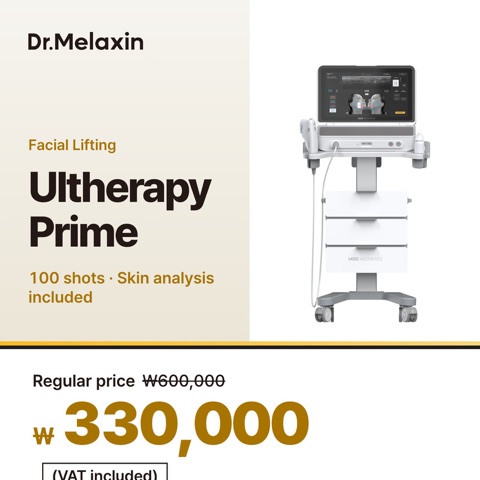 Dr.Melaxin
Facial Lifting
Ultherapy
Prime
100 shots · Skin analysis
included
Regular price ₩600,000
₩ 330,000
(VAT included)